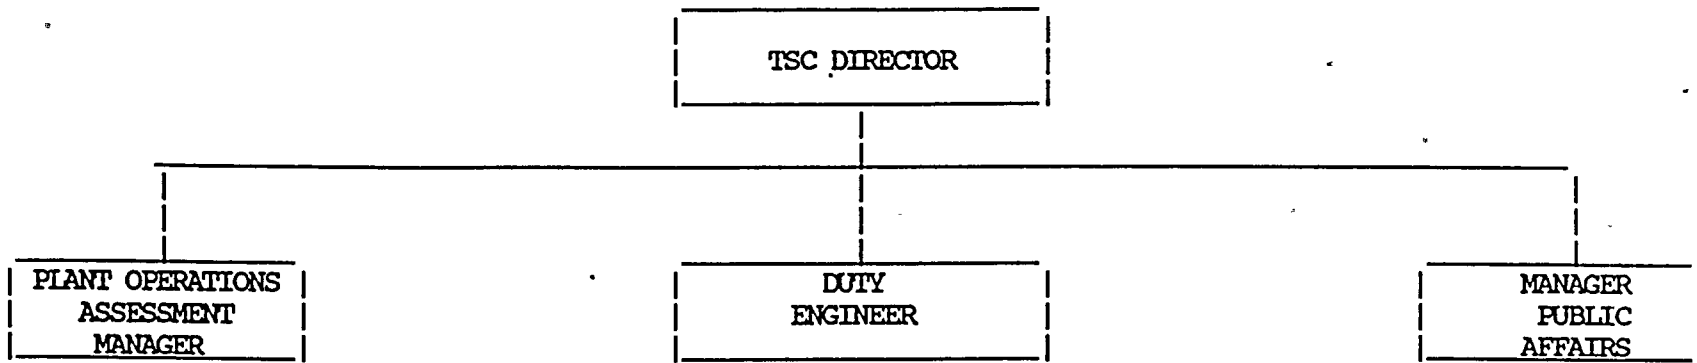 TSC DIRECTOR
PLANT OPERATIONS
ASSESSMENT
MANAGER
DUTY
ENGINEER
MANAGER
PUBLIC
AFFAIRS